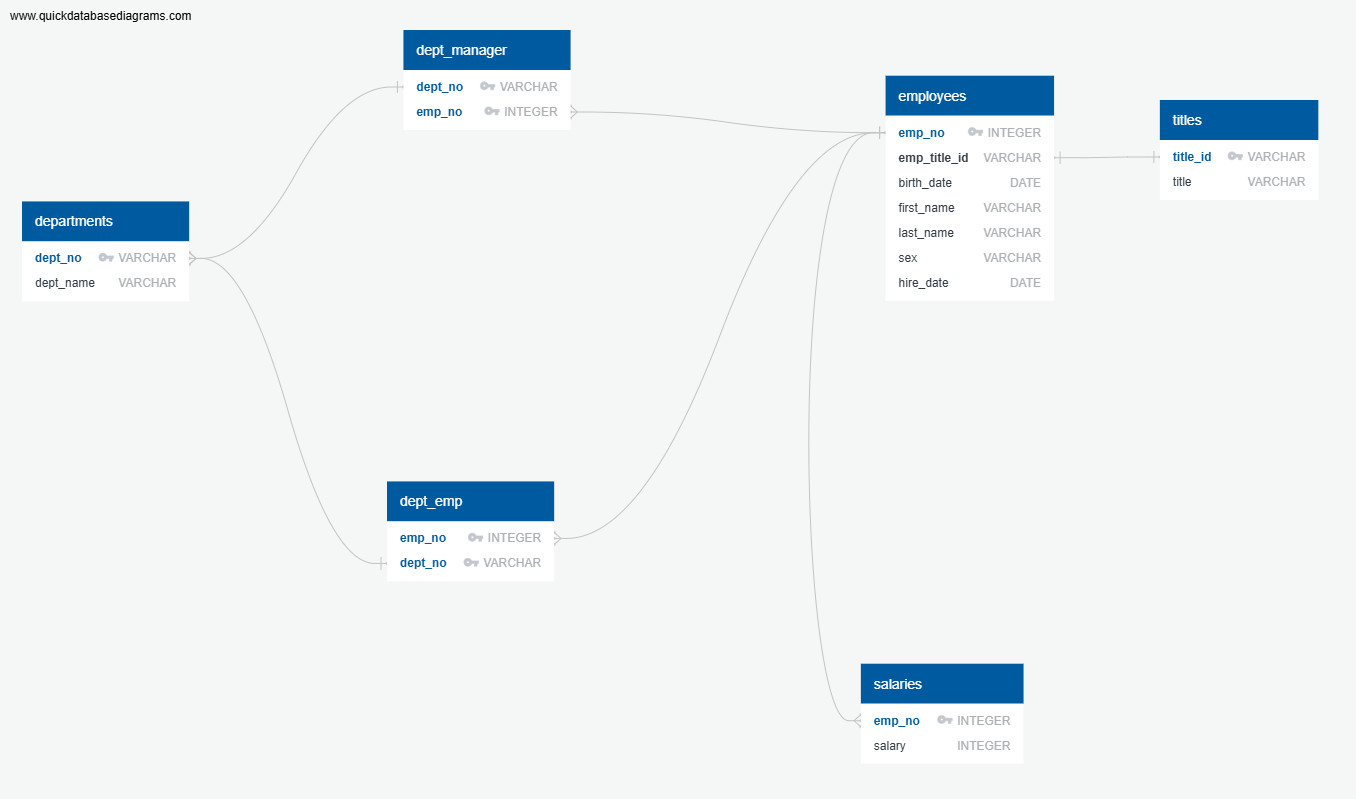 www.quickdatabasediagrams.com
dept_manager
dept_no VARCHAR
emp_no INTEGER
employees
emp_no INTEGER
emp_title_id VARCHAR
birth_date DATE
first_name VARCHAR
last_name VARCHAR
sex VARCHAR
hire_date DATE
titles
title_id VARCHAR
title VARCHAR
departments
dept_no VARCHAR
dept_name VARCHAR
dept_emp
emp_no INTEGER
dept_no VARCHAR
salaries
emp_no INTEGER
salary INTEGER